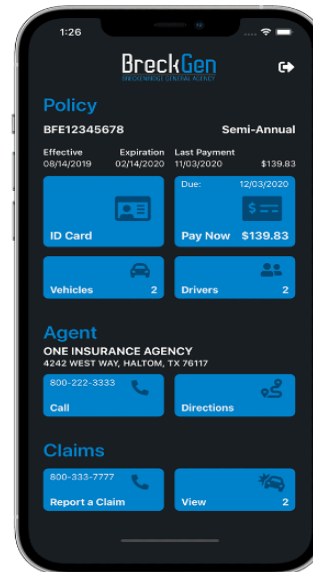 1:26
BreckGen
BRECKENRIDGE GENERAL AGENCY
Policy
BFE12345678 Semi-Annual
Effective Expiration Last Payment
08/14/2019 02/14/2020 11/03/2020 $139.83
Due: 12/03/2020
ID Card Pay Now $139.83
Vehicles 2 Drivers 2
Agent
ONE INSURANCE AGENCY
4242 WEST WAY, HALTOM, TX 76117
800-222-3333
Call Directions
Claims
800-333-7777
Report a Claim View 2